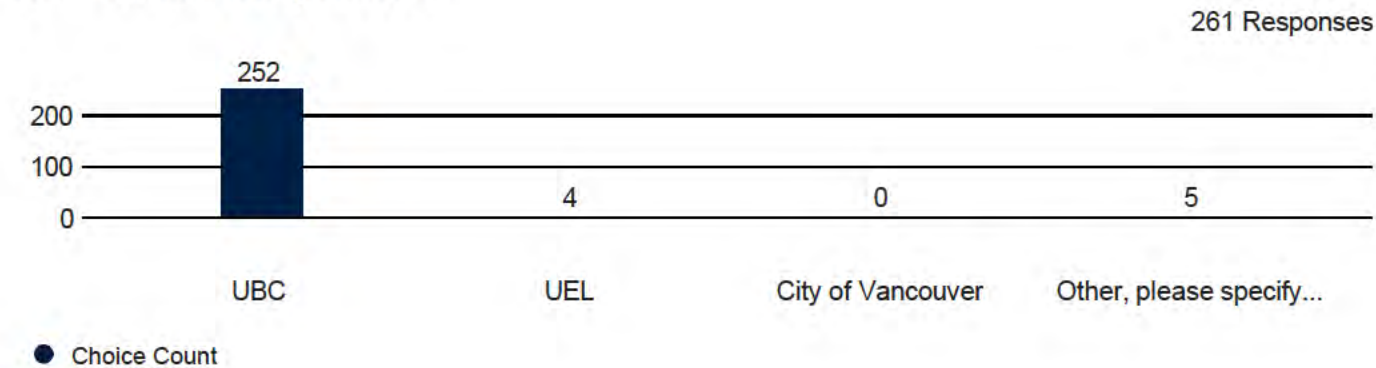 261 Responses
252
200
100
4 0 5
0
UBC UEL City of Vancouver Other, please specify...
Choice Count